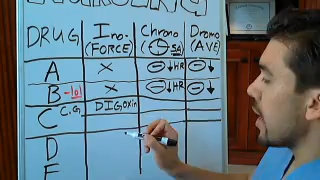 DRUG Ino. Chrono Dromo
(FORCE) SA (AVE)
A X ⊖↓HR ⊖↓
B -lol X ⊖↓HR ⊖↓
C C.G DIGoxin
D